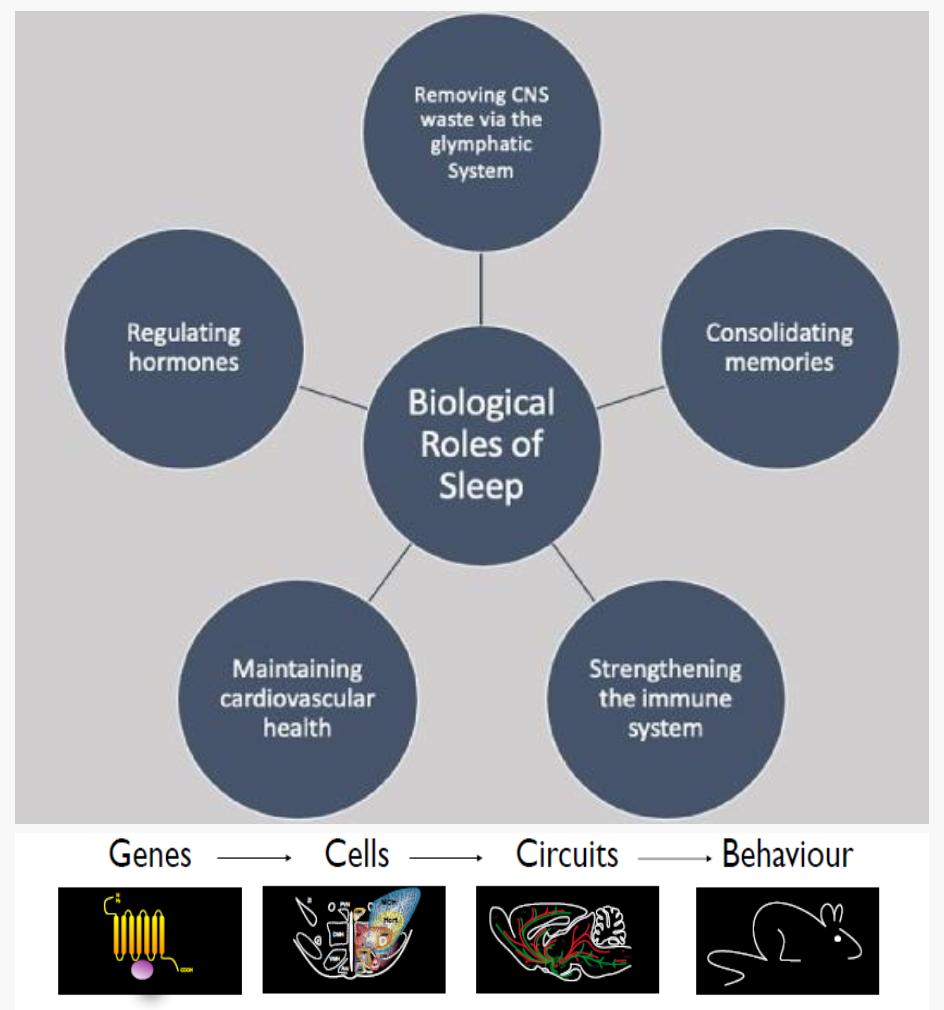 Removing CNS
waste via the
glymphatic
System
Regulating
hormones
Consolidating
memories
Biological
Roles of
Sleep
Maintaining
cardiovascular
health
Strengthening
the immune
system
Genes
Cells
Circuits
Behaviour
COOH